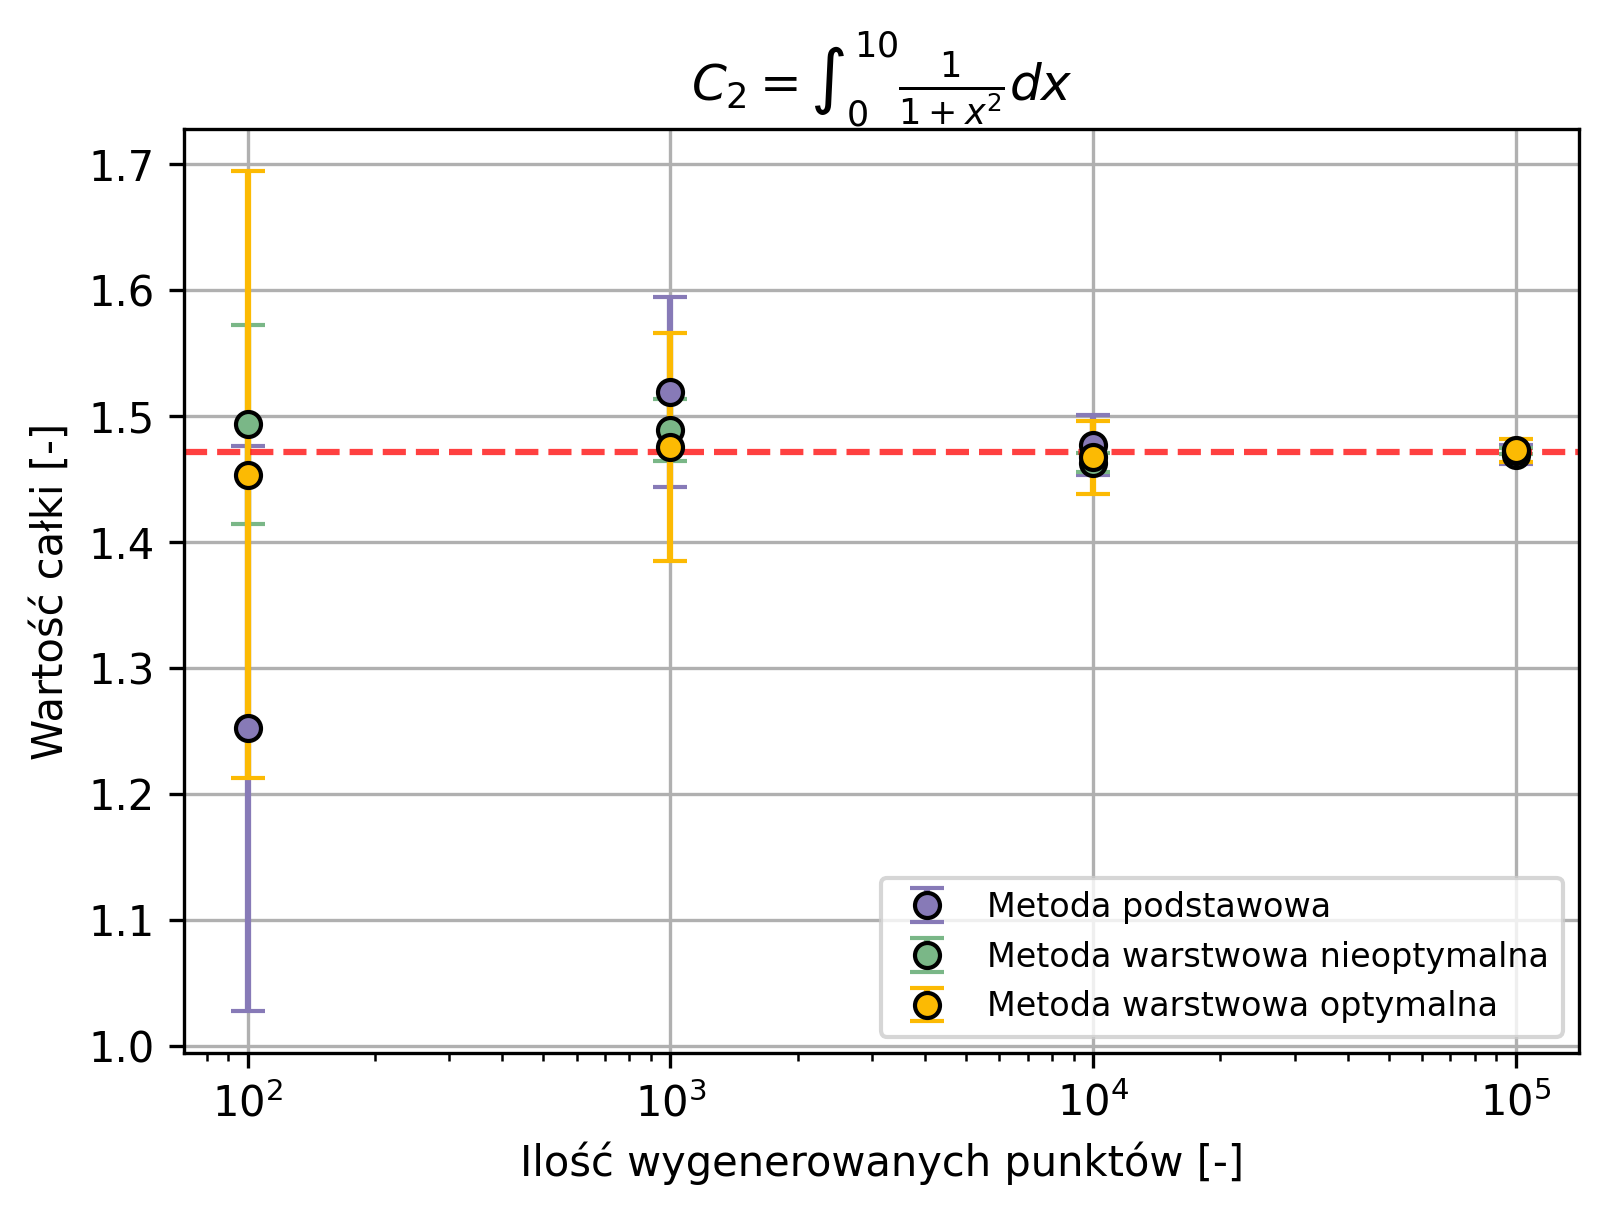 C₂ = ∫₀¹⁰ 1/(1 + x²) dx
Wartość całki [-]
1.7
1.6
1.5
1.4
1.3
1.2
1.1
1.0
Metoda podstawowa
Metoda warstwowa nieoptymalna
Metoda warstwowa optymalna
10² 10³ 10⁴ 10⁵
Ilość wygenerowanych punktów [-]